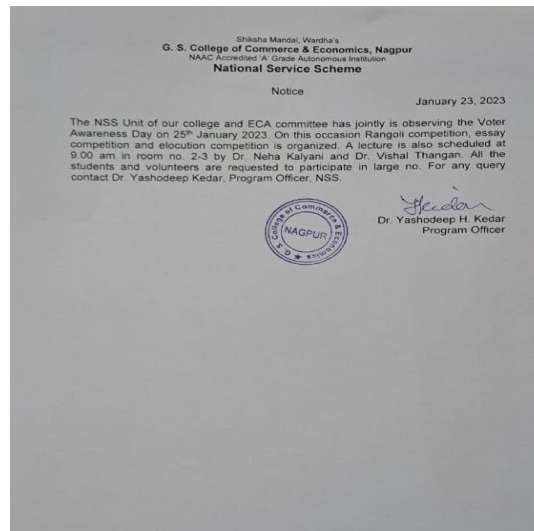 Shiksha Mandal, Wardha's
G. S. College of Commerce & Economics, Nagpur
NAAC Accredited 'A' Grade Autonomous Institution
National Service Scheme
Notice
January 23, 2023
The NSS Unit of our college and ECA committee has jointly is observing the Voter
Awareness Day on 25th January 2023. On this occasion Rangoli competition, essay
competition and elocution competition is organized. A lecture is also scheduled at
9.00 am in room no. 2-3 by Dr. Neha Kalyani and Dr. Vishal Thangan. All the
students and volunteers are requested to participate in large no. For any query
contact Dr. Yashodeep Kedar, Program Officer, NSS.
G. S. College of Commerce & Economics
NAGPUR
Kedar
Dr. Yashodeep H. Kedar
Program Officer